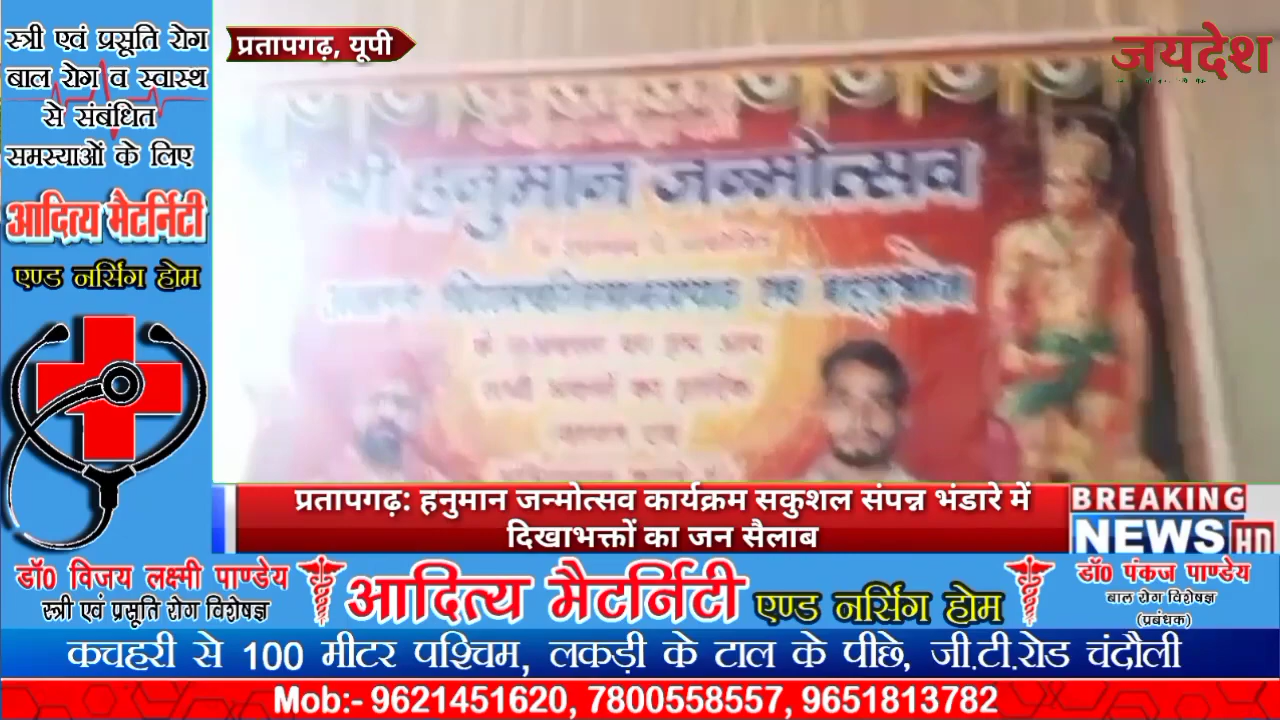 स्त्री एवं प्रसूति रोग
बाल रोग व स्वास्थ
से संबंधित
समस्याओं के लिए
आदित्य मैटर्निटी
एण्ड नर्सिंग होम
प्रतापगढ़, यूपी
जयदेश
श्री हनुमान जन्मोत्सव
प्रतापगढ़: हनुमान जन्मोत्सव कार्यक्रम सकुशल संपन्न भंडारे में
दिखाभक्तों का जन सैलाब
BREAKING
NEWS HD
डॉ0 विजय लक्ष्मी पाण्डेय
स्त्री एवं प्रसूति रोग विशेषज्ञ
आदित्य मैटर्निटी एण्ड नर्सिंग होम
डॉ0 पंकज पाण्डेय
बाल रोग विशेषज्ञ
(प्रबंधक)
कचहरी से 100 मीटर पश्चिम, लकड़ी के टाल के पीछे, जी.टी.रोड चंदौली
Mob:- 9621451620, 7800558557, 9651813782